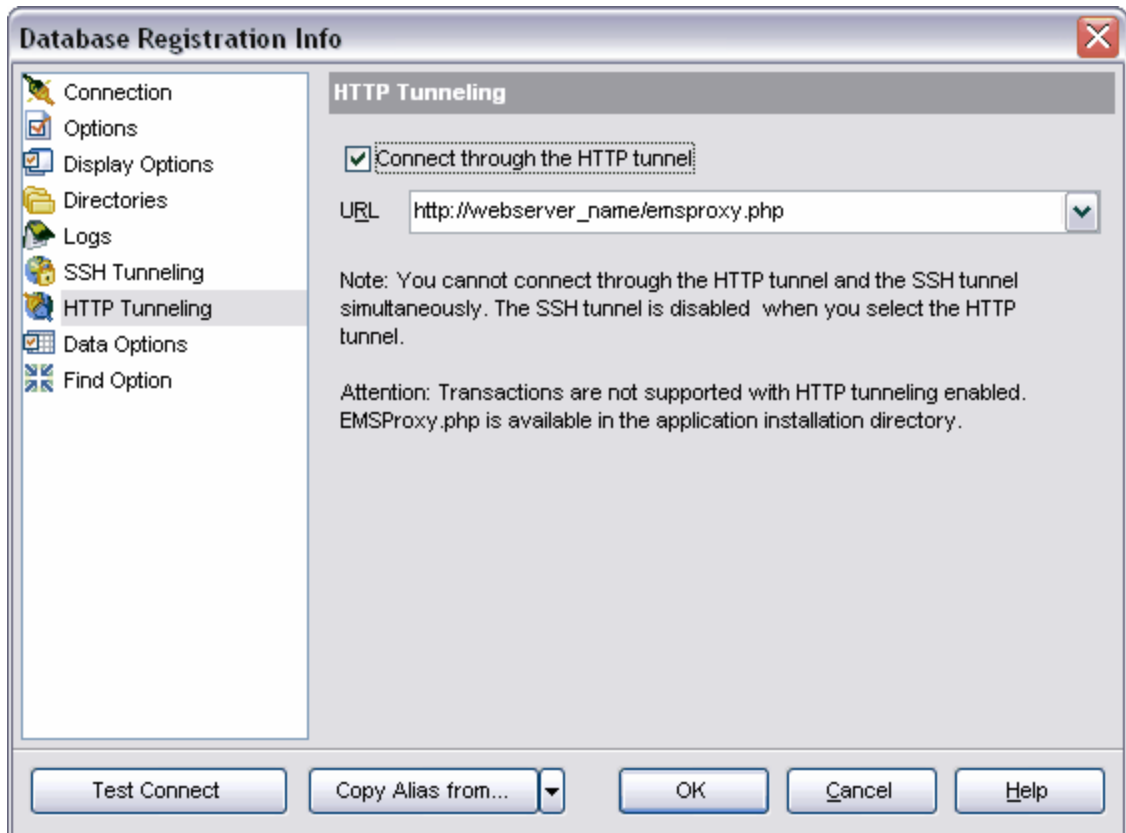 Database Registration Info
Connection
Options
Display Options
Directories
Logs
SSH Tunneling
HTTP Tunneling
Data Options
Find Option
HTTP Tunneling
Connect through the HTTP tunnel
URL http://webserver_name/emsproxy.php
Note: You cannot connect through the HTTP tunnel and the SSH tunnel
simultaneously. The SSH tunnel is disabled  when you select the HTTP
tunnel.
Attention: Transactions are not supported with HTTP tunneling enabled.
EMSProxy.php is available in the application installation directory.
Test Connect
Copy Alias from...
OK
Cancel
Help